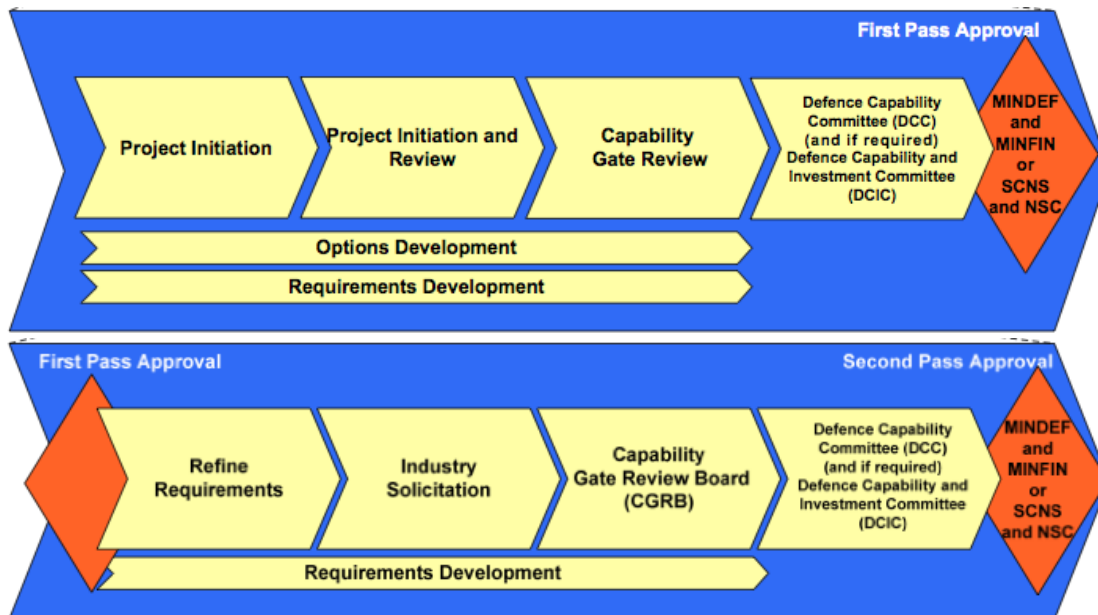 First Pass Approval
Project Initiation
Project Initiation and
Review
Capability
Gate Review
Defence Capability
Committee (DCC)
(and if required)
Defence Capability and
Investment Committee
(DCIC)
MINDEF
and
MINFIN
or
SCNS
and NSC
Options Development
Requirements Development
First Pass Approval
Second Pass Approval
Refine
Requirements
Industry
Solicitation
Capability
Gate Review Board
(CGRB)
Defence Capability
Committee (DCC)
(and if required)
Defence Capability and
Investment Committee
(DCIC)
MINDEF
and
MINFIN
or
SCNS
and NSC
Requirements Development